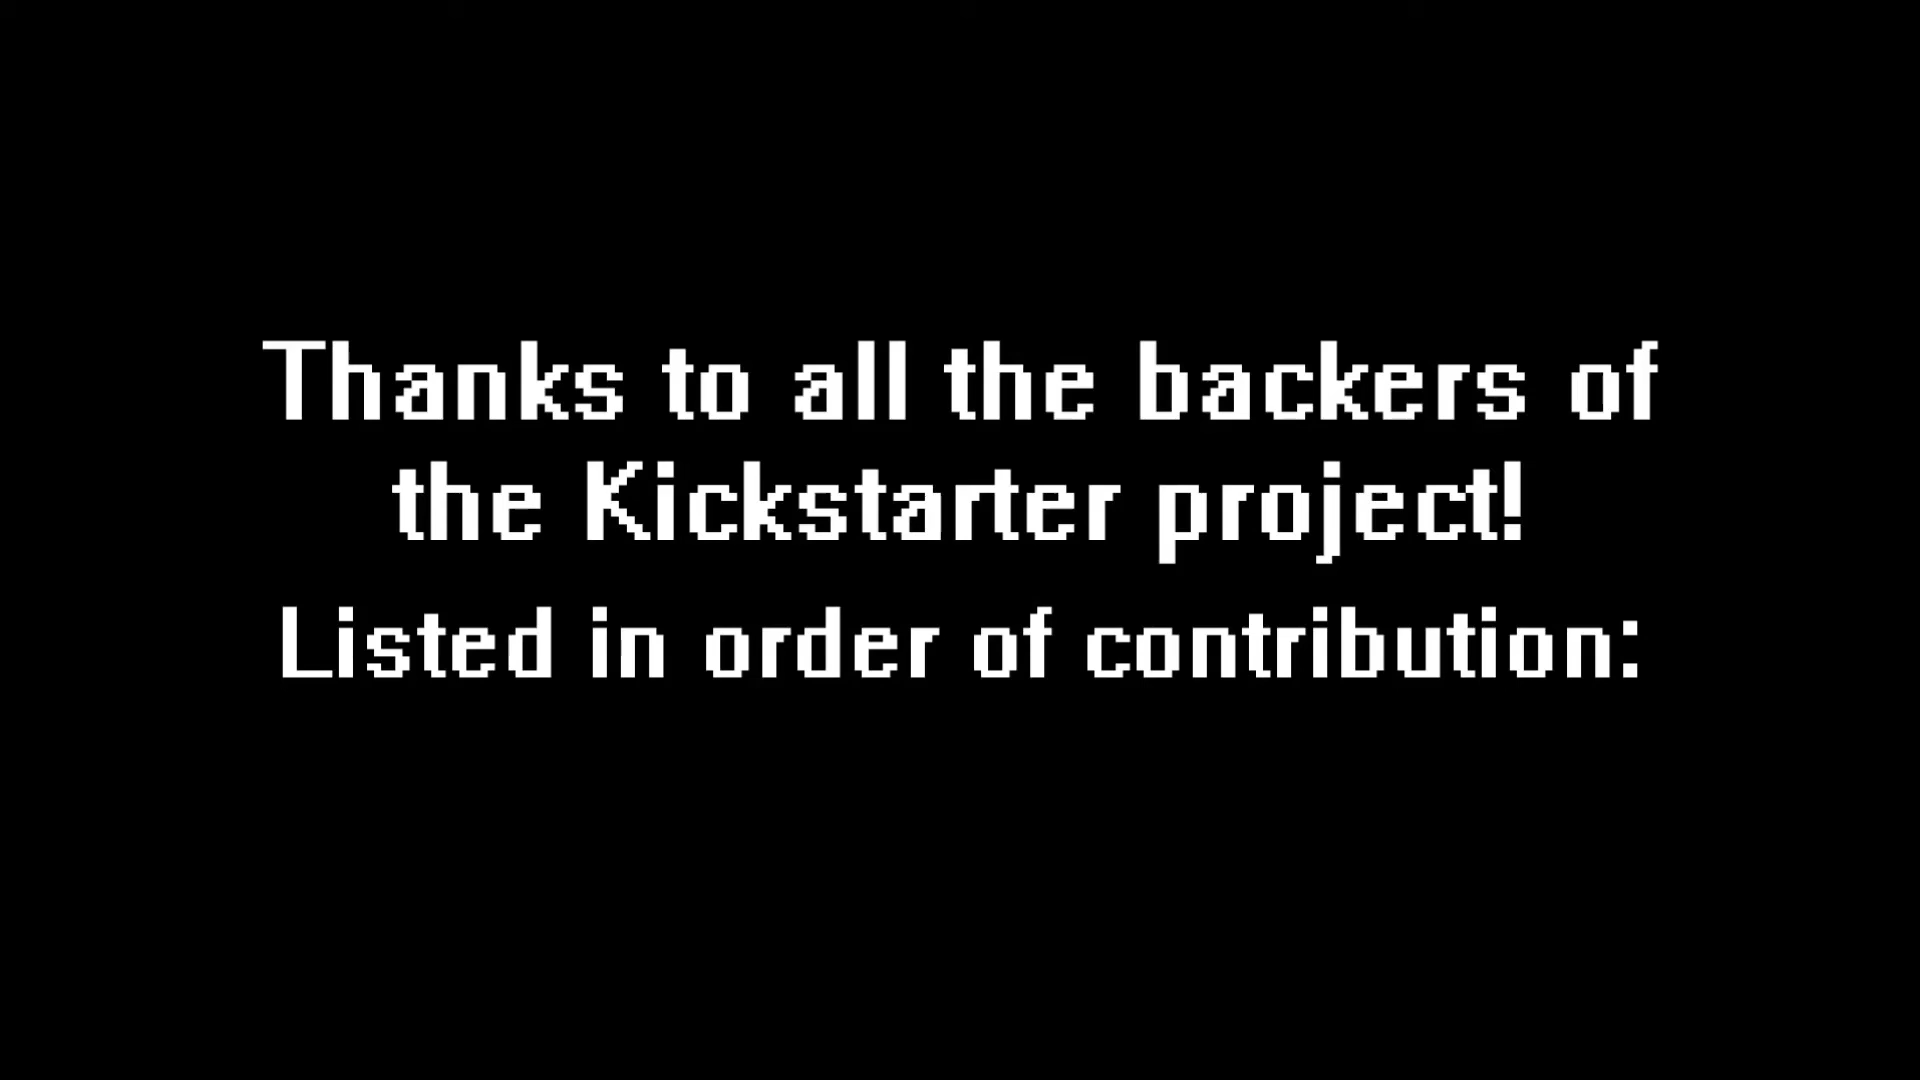 Thanks to all the backers of
the Kickstarter project!
Listed in order of contribution: